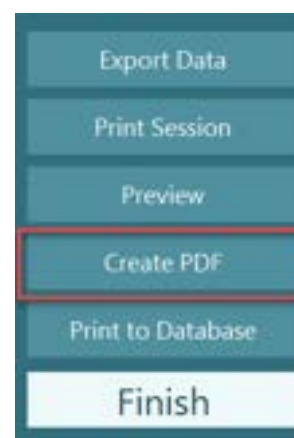 Export Data
Print Session
Preview
Create PDF
Print to Database
Finish